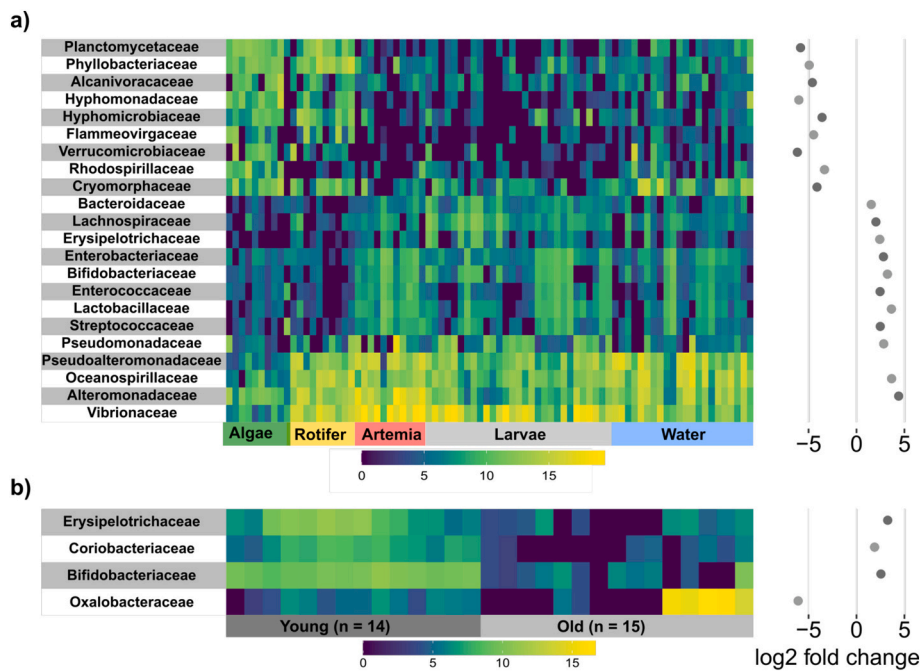 a)
Planctomycetaceae
Phyllobacteriaceae
Alcanivoracaceae
Hyphomonadaceae
Hyphomicrobiaceae
Flammeovirgaceae
Verrucomicrobiaceae
Rhodospirillaceae
Cryomorphaceae
Bacteroidaceae
Lachnospiraceae
Erysipelotrichaceae
Enterobacteriaceae
Bifidobacteriaceae
Enterococcaceae
Lactobacillaceae
Streptococcaceae
Pseudomonadaceae
Pseudoalteromonadaceae
Oceanospirillaceae
Alteromonadaceae
Vibrionaceae
Algae Rotifer Artemia Larvae Water
−5 0 5
0 5 10 15
b)
Erysipelotrichaceae
Coriobacteriaceae
Bifidobacteriaceae
Oxalobacteraceae
Young (n = 14) Old (n = 15)
−5 0 5
0 5 10 15
log2 fold change